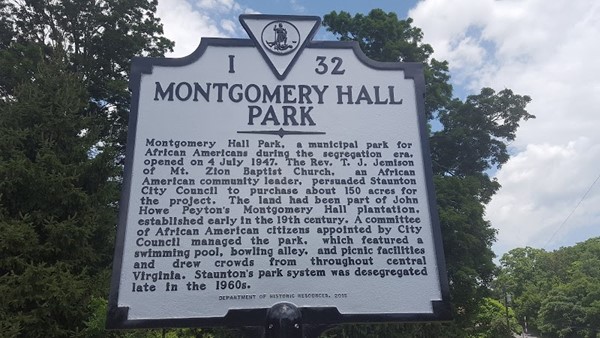 I 32
MONTGOMERY HALL
PARK
Montgomery Hall Park, a municipal park for
African Americans during the segregation era,
opened on 4 July 1947. The Rev. T. J. Jemison
of Mt. Zion Baptist Church, an African
American community leader, persuaded Staunton
City Council to purchase about 150 acres for
the project. The land had been part of John
Howe Peyton's Montgomery Hall plantation,
established early in the 19th century. A committee
of African American citizens appointed by City
Council managed the park, which featured a
swimming pool, bowling alley, and picnic facilities
and drew crowds from throughout central
Virginia. Staunton's park system was desegregated
late in the 1960s.
DEPARTMENT OF HISTORIC RESOURCES,